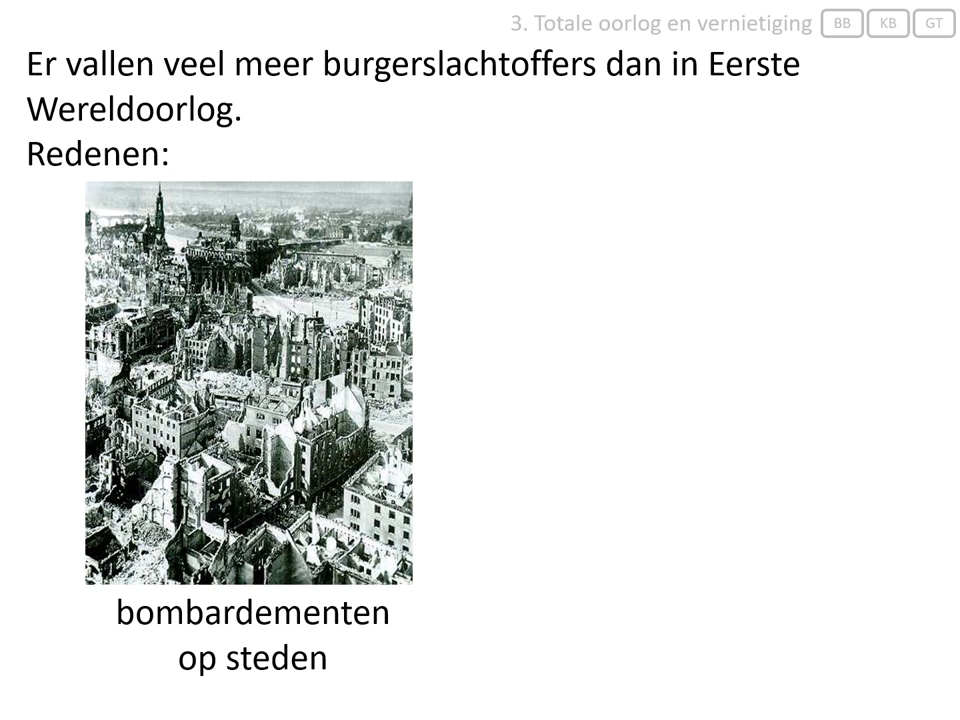 3. Totale oorlog en vernietiging BB KB GT
Er vallen veel meer burgerslachtoffers dan in Eerste
Wereldoorlog.
Redenen:
bombardementen
op steden